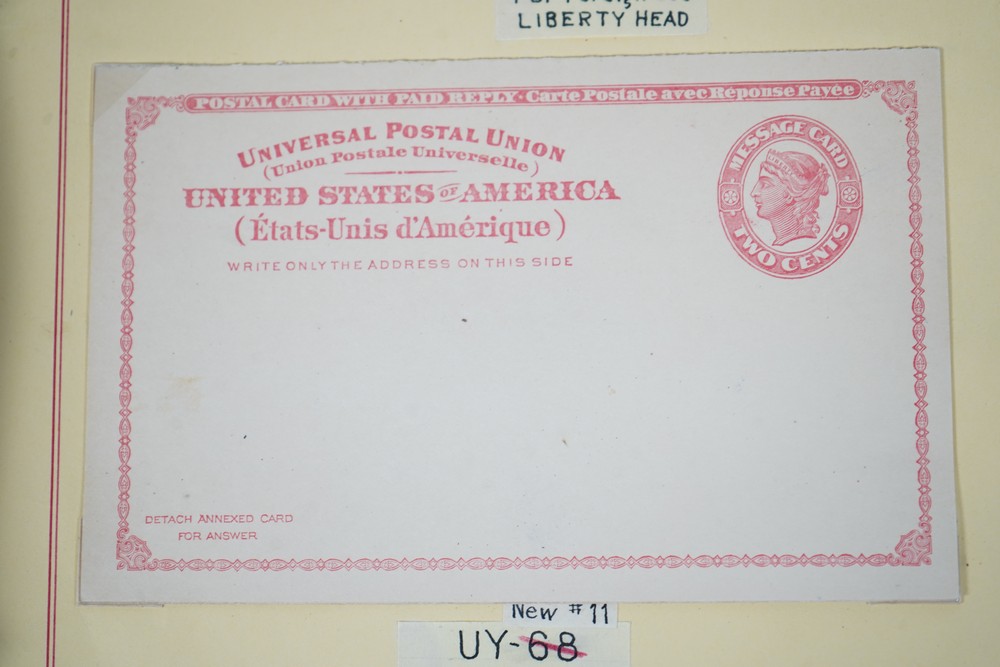 LIBERTY HEAD
POSTAL CARD WITH PAID REPLY·Carte Postale avec Réponse Payée
UNIVERSAL POSTAL UNION
(Union Postale Universelle)
UNITED STATES OF AMERICA
(États-Unis d'Amérique)
WRITE ONLY THE ADDRESS ON THIS SIDE
MESSAGE CARD
LIBERTY
TWO CENTS
DETACH ANNEXED CARD
FOR ANSWER
New #11
UY-68